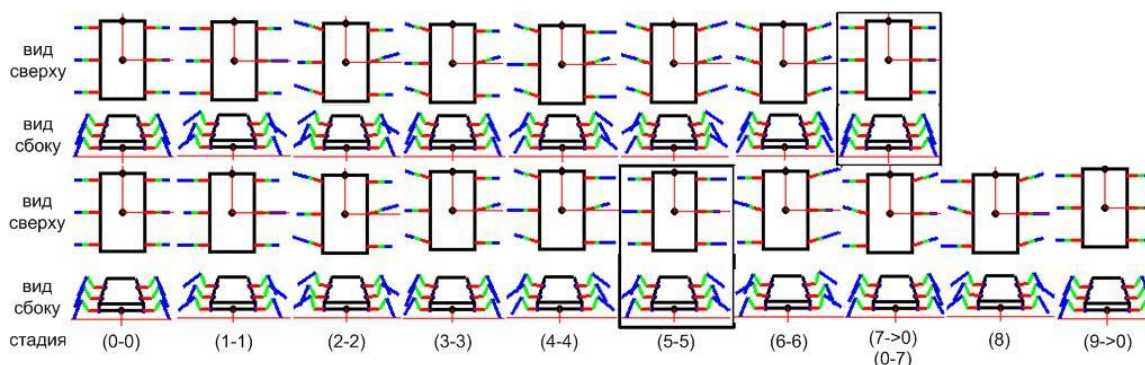 вид
сверху
вид
сбоку
вид
сверху
вид
сбоку
стадия (0-0) (1-1) (2-2) (3-3) (4-4) (5-5) (6-6) (7->0) (8) (9->0)
(0-7)